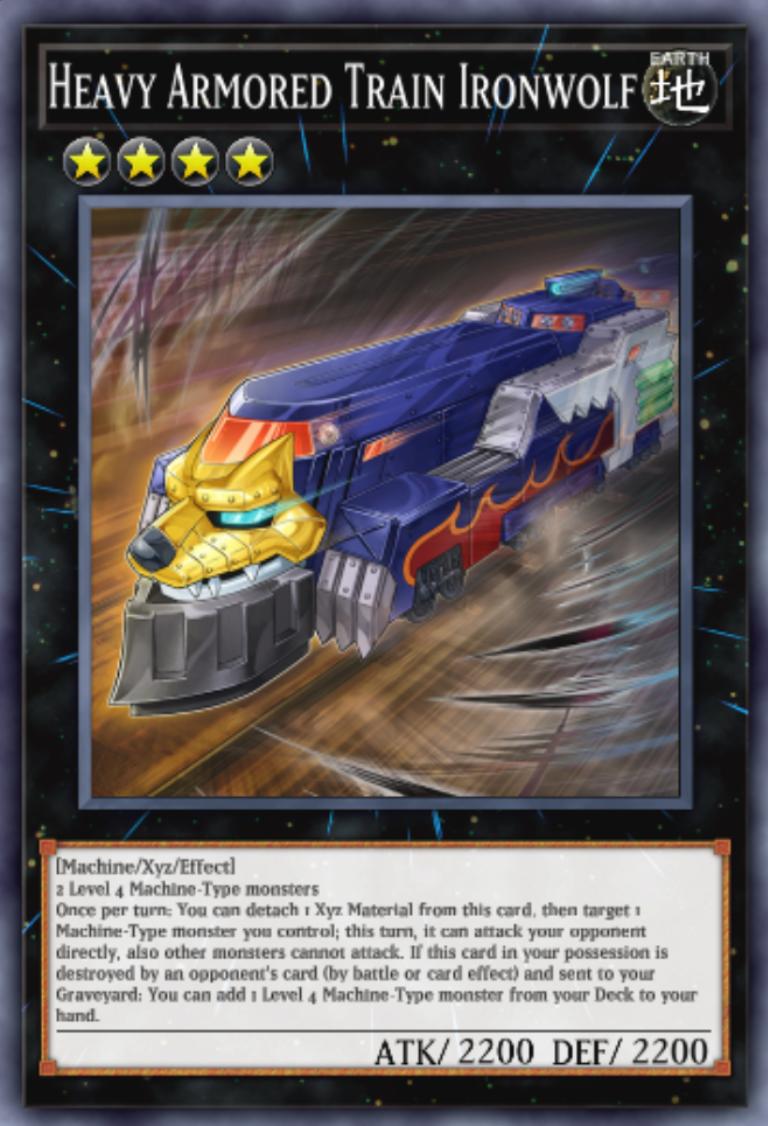 HEAVY ARMORED TRAIN IRONWOLF
EARTH
地
[Machine/Xyz/Effect]
2 Level 4 Machine-Type monsters
Once per turn: You can detach 1 Xyz Material from this card, then target 1
Machine-Type monster you control; this turn, it can attack your opponent
directly, also other monsters cannot attack. If this card in your possession is
destroyed by an opponent's card (by battle or card effect) and sent to your
Graveyard: You can add 1 Level 4 Machine-Type monster from your Deck to your
hand.
ATK/ 2200 DEF/ 2200